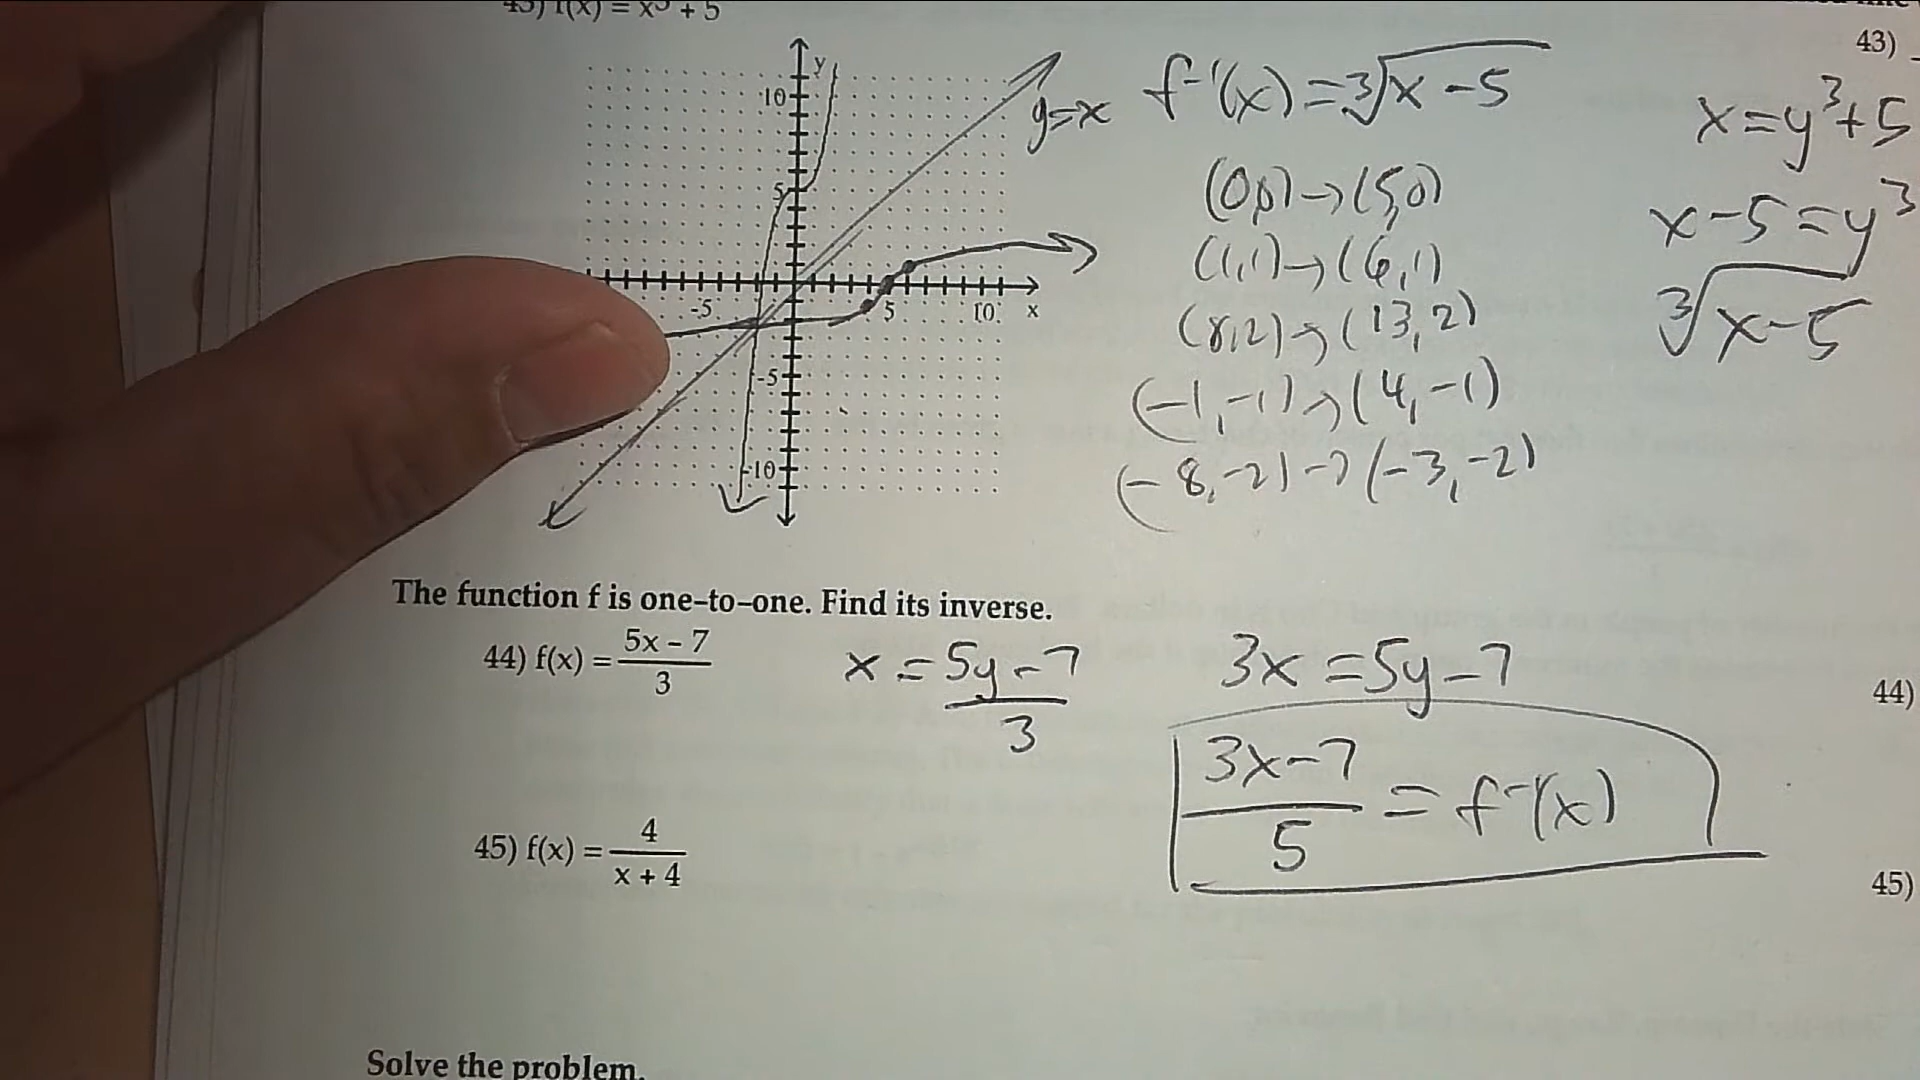 43) f(x) = x³ + 5
43)
y
10
5
-5
5
10
x
-5
-10
y=x
f⁻¹(x) = ∛(x-5)
(0,0)→(5,0)
(1,1)→(6,1)
(8,2)→(13,2)
(-1,-1)→(4,-1)
(-8,-2)→(-3,-2)
x=y³+5
x-5=y³
∛(x-5)
The function f is one-to-one. Find its inverse.
44) f(x) = (5x - 7)/3
x = (5y-7)/3
3x = 5y-7
(3x-7)/5 = f⁻¹(x)
44)
45) f(x) = 4/(x + 4)
45)
Solve the problem.